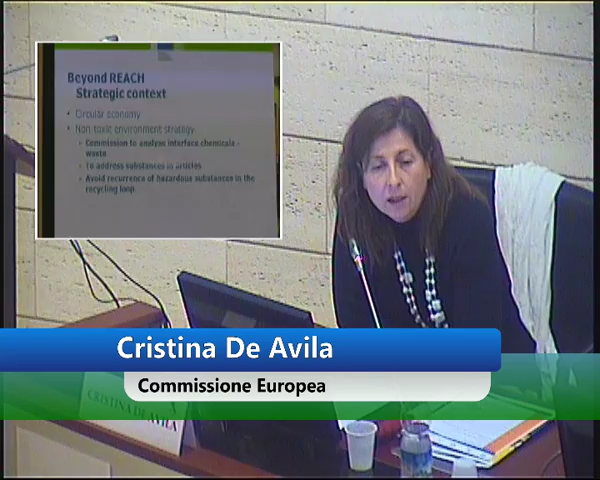 Beyond REACH
Strategic context
• Circular economy
• Non toxic environment strategy
Commission to analyse interface chemicals -
waste
To address substances in articles
Avoid recurrence of hazardous substances in the
recycling loop
Cristina De Avila
Commissione Europea
CRISTINA DE AVILA